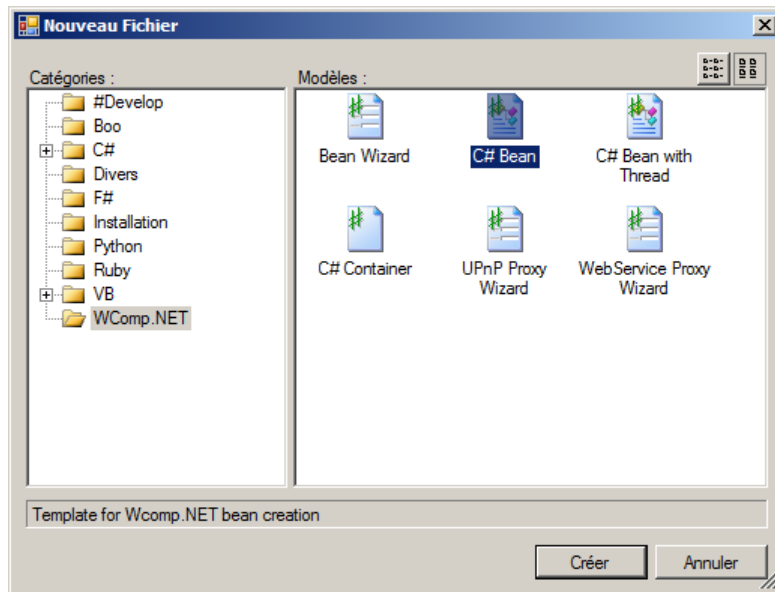 Nouveau Fichier
Catégories :
#Develop
Boo
C#
Divers
F#
Installation
Python
Ruby
VB
WComp.NET
Modèles :
Bean Wizard
C# Bean
C# Bean with
Thread
C# Container
UPnP Proxy
Wizard
WebService Proxy
Wizard
Template for Wcomp.NET bean creation
Créer
Annuler